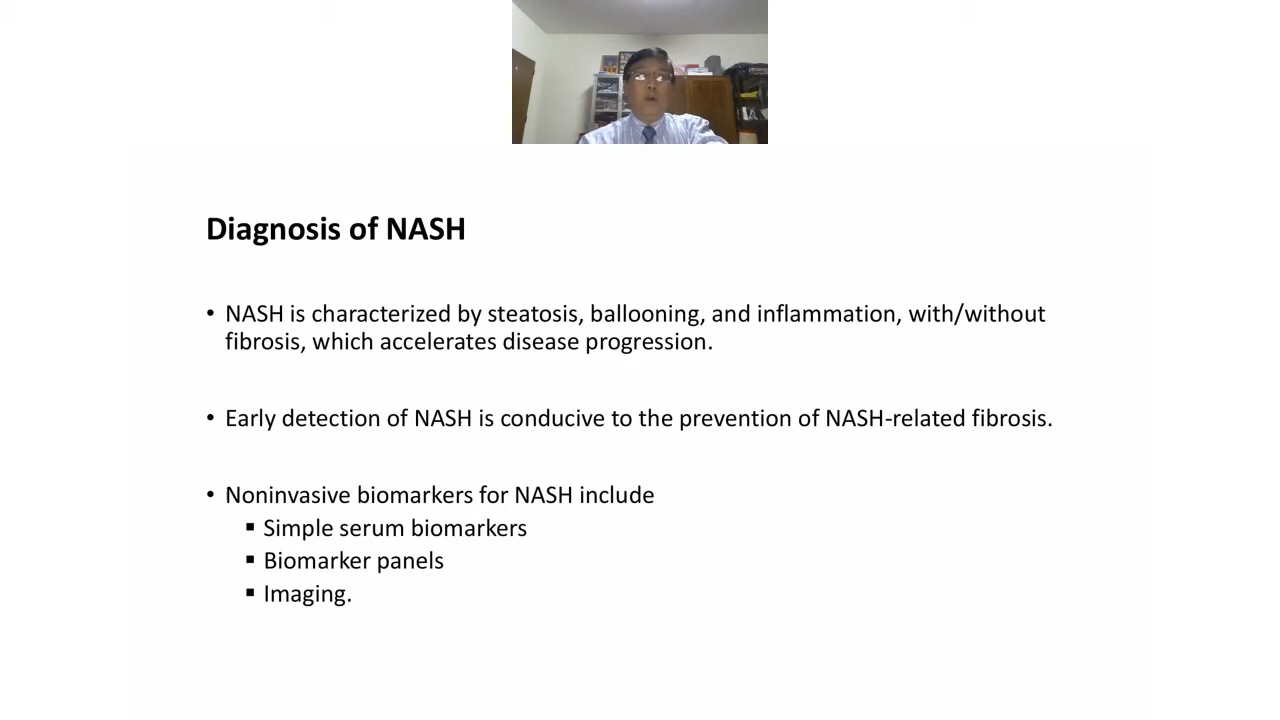 Diagnosis of NASH
• NASH is characterized by steatosis, ballooning, and inflammation, with/without
fibrosis, which accelerates disease progression.
• Early detection of NASH is conducive to the prevention of NASH-related fibrosis.
• Noninvasive biomarkers for NASH include
▪ Simple serum biomarkers
▪ Biomarker panels
▪ Imaging.